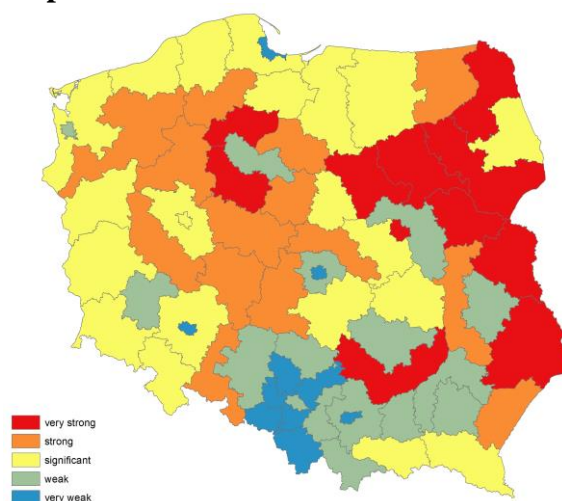 very strong
strong
significant
weak
very weak